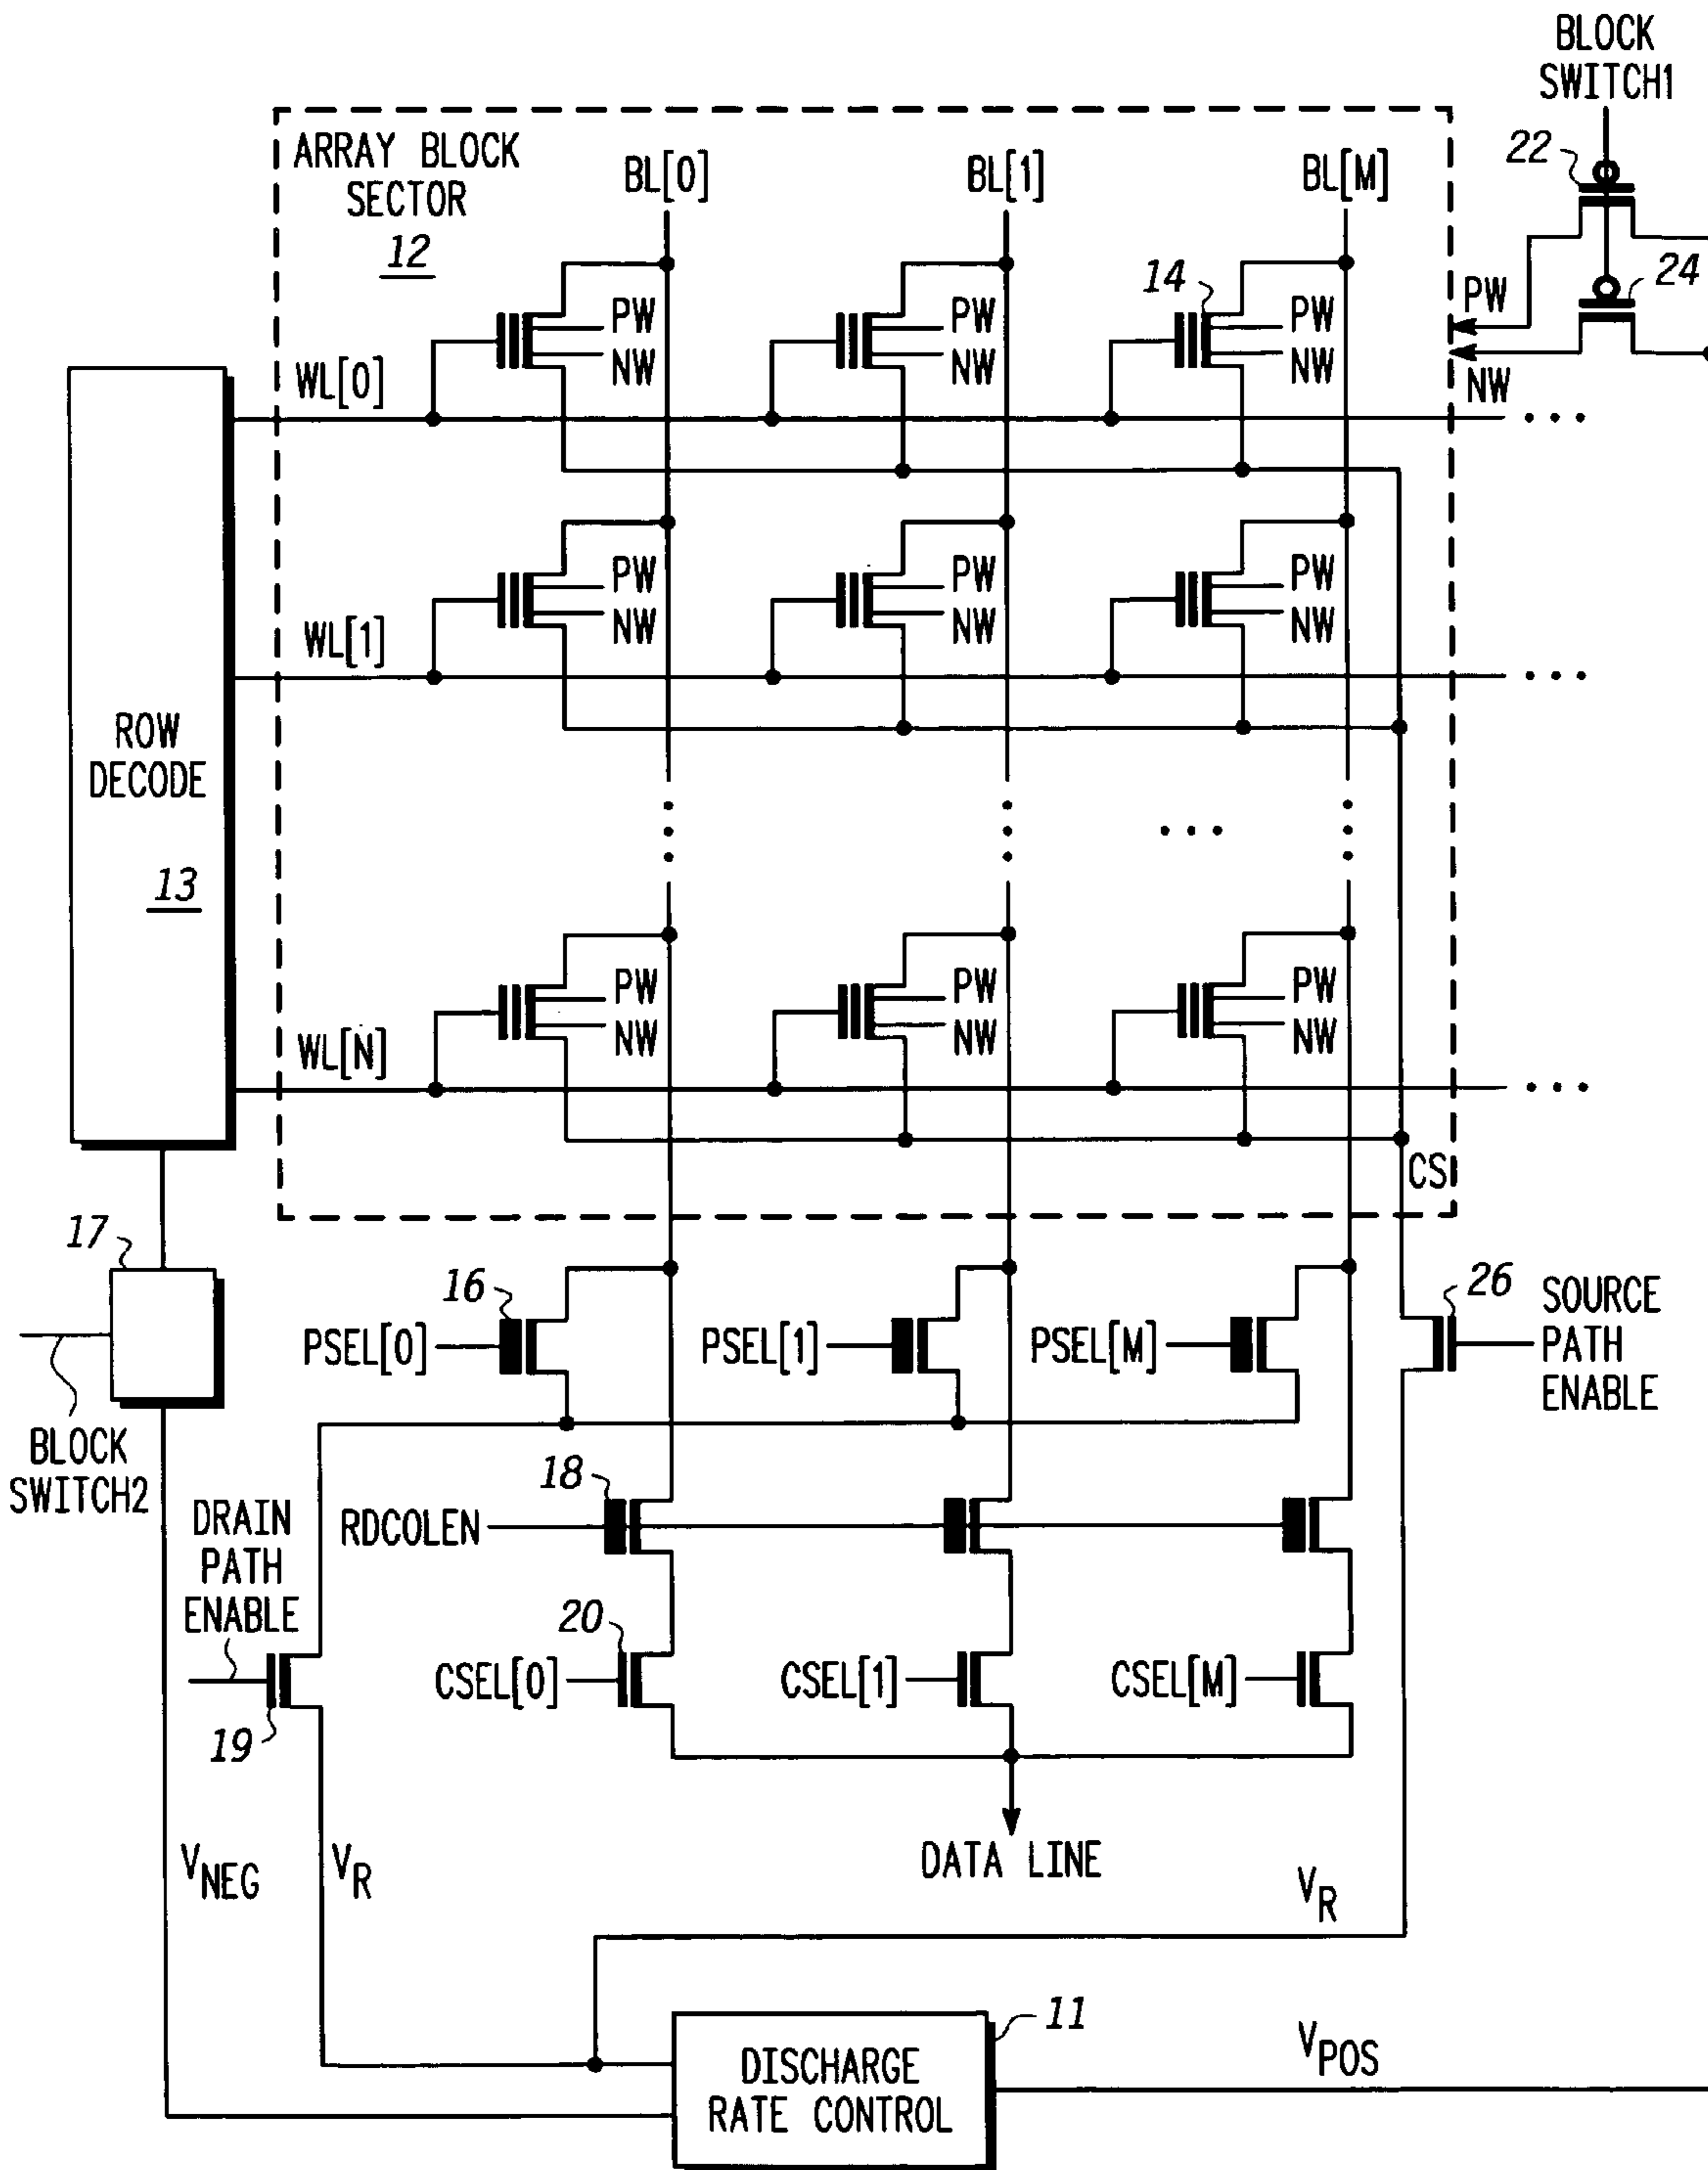 BLOCK
SWITCH1
22
24
PW
NW
ARRAY BLOCK
SECTOR
12
BL[0]
BL[1]
BL[M]
14
PW
NW
PW
NW
PW
NW
WL[0]
...
PW
NW
PW
NW
PW
NW
WL[1]
...
ROW
DECODE
13
...
PW
NW
PW
NW
PW
NW
WL[N]
...
CS
17
BLOCK
SWITCH2
16
PSEL[0]
PSEL[1]
PSEL[M]
26
SOURCE
PATH
ENABLE
18
RDCOLEN
DRAIN
PATH
ENABLE
19
20
CSEL[0]
CSEL[1]
CSEL[M]
DATA LINE
VNEG
VR
VR
11
DISCHARGE
RATE CONTROL
VPOS